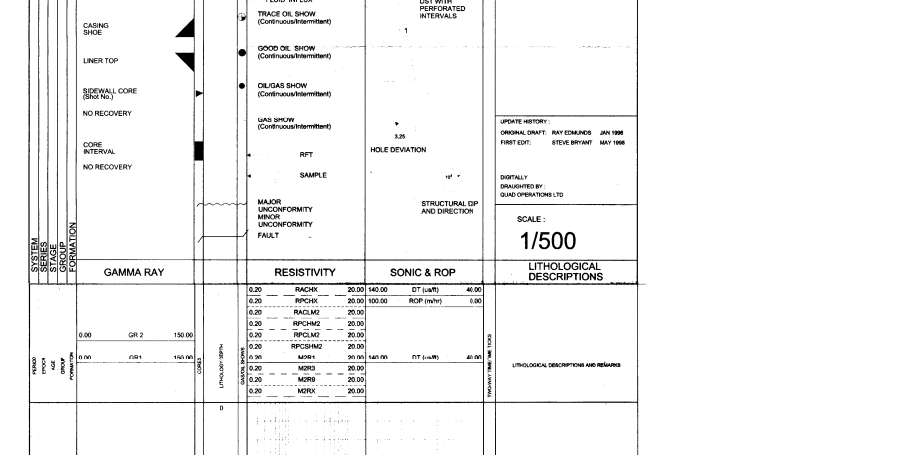 DST WITH
PERFORATED
INTERVALS
TRACE OIL SHOW
(Continuous/Intermittent)
1
CASING
SHOE
GOOD OIL SHOW
(Continuous/Intermittent)
LINER TOP
OIL/GAS SHOW
(Continuous/Intermittent)
SIDEWALL CORE
(Shot No.)
NO RECOVERY
GAS SHOW
(Continuous/Intermittent)
3.25
HOLE DEVIATION
CORE
INTERVAL
NO RECOVERY
RFT
SAMPLE
MAJOR
UNCONFORMITY
MINOR
UNCONFORMITY
FAULT
STRUCTURAL DIP
AND DIRECTION
UPDATE HISTORY :
ORIGINAL DRAFT: RAY EDMUNDS JAN 1998
FIRST EDIT: STEVE BRYANT MAY 1998
DIGITALLY
DRAUGHTED BY :
QUAD OPERATIONS LTD
SCALE :
1/500
SYSTEM
SERIES
STAGE
GROUP
FORMATION
GAMMA RAY
RESISTIVITY
SONIC & ROP
LITHOLOGICAL
DESCRIPTIONS
0.20 RACHX 20.00
140.00 DT (us/ft) 40.00
0.20 RPCHX 20.00
100.00 ROP (m/hr) 0.00
0.20 RACLM2 20.00
0.20 RPCHM2 20.00
0.00 GR 2 150.00
0.20 RPCLM2 20.00
0.20 RPCSHM2 20.00
0.00 GR1 150.00
0.20 M2R1 20.00
140.00 DT (us/ft) 40.00
0.20 M2R3 20.00
0.20 M2R9 20.00
0.20 M2RX 20.00
PERIOD
EPOCH
AGE
GROUP
FORMATION
CORES
LITHOLOGY DEPTH
GAS/OIL SHOWS
TWO-WAY TIME/TIME TICKS
LITHOLOGICAL DESCRIPTIONS AND REMARKS
0